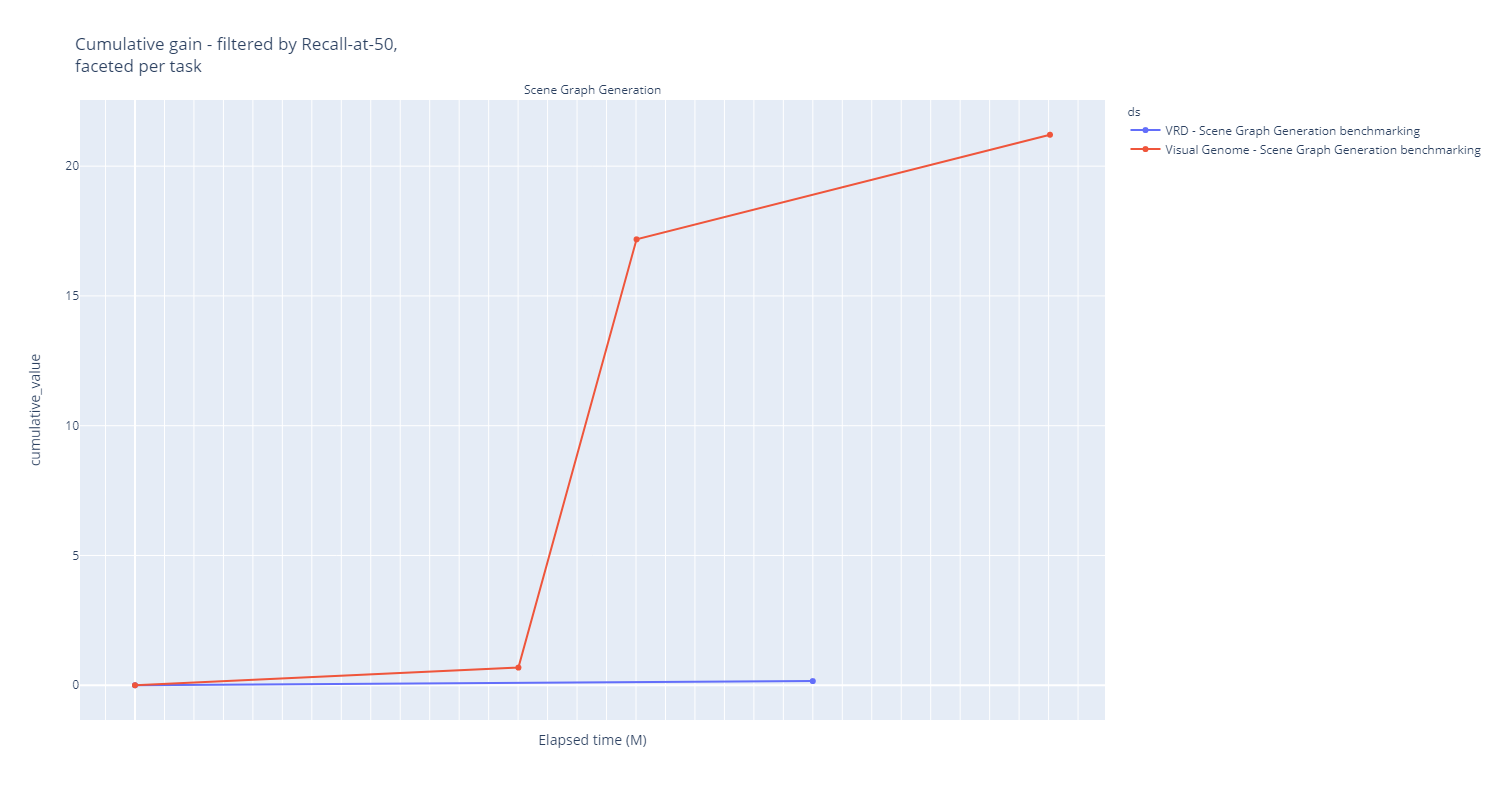 Cumulative gain - filtered by Recall-at-50,
faceted per task
Scene Graph Generation
ds
VRD - Scene Graph Generation benchmarking
Visual Genome - Scene Graph Generation benchmarking
20
15
10
5
0
cumulative_value
Elapsed time (M)